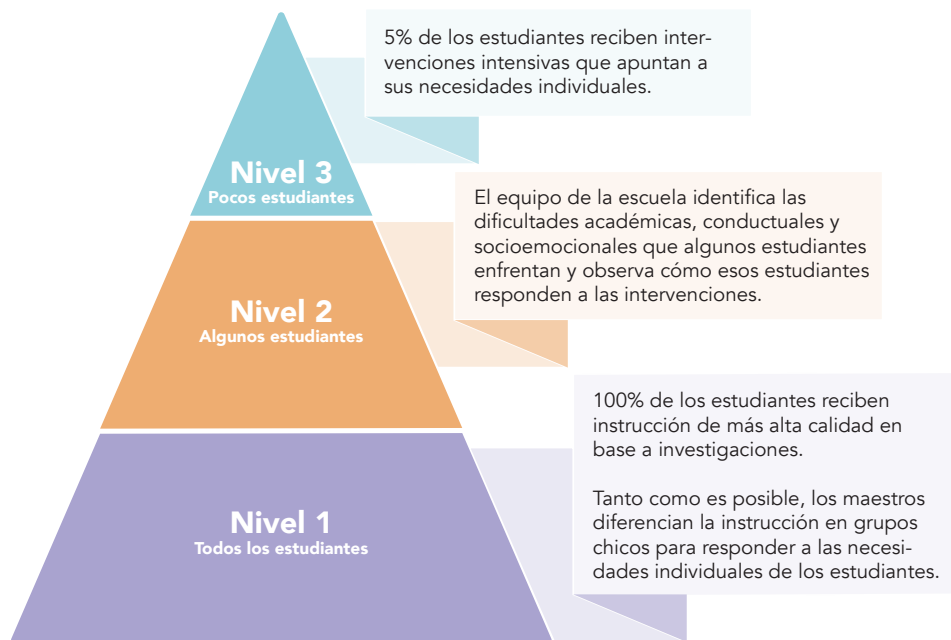 5% de los estudiantes reciben inter-
venciones intensivas que apuntan a
sus necesidades individuales.
Nivel 3
Pocos estudiantes
El equipo de la escuela identifica las
dificultades académicas, conductuales y
socioemocionales que algunos estudiantes
enfrentan y observa cómo esos estudiantes
responden a las intervenciones.
Nivel 2
Algunos estudiantes
100% de los estudiantes reciben
instrucción de más alta calidad en
base a investigaciones.
Tanto como es posible, los maestros
diferencian la instrucción en grupos
chicos para responder a las necesi-
dades individuales de los estudiantes.
Nivel 1
Todos los estudiantes